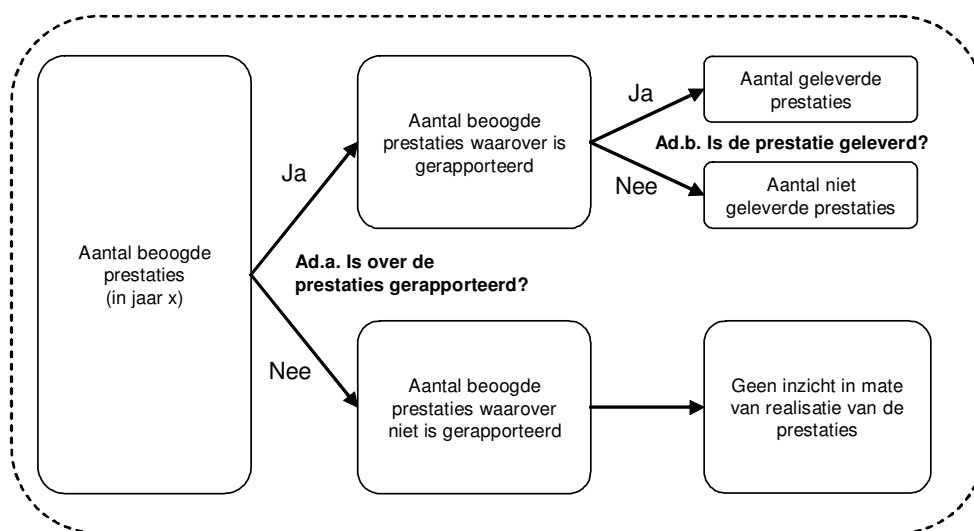 Aantal beoogde
prestaties
(in jaar x)
Ja
Nee
Ad.a. Is over de
prestaties gerapporteerd?
Aantal beoogde
prestaties waarover is
gerapporteerd
Ja
Nee
Ad.b. Is de prestatie geleverd?
Aantal geleverde
prestaties
Aantal niet
geleverde prestaties
Aantal beoogde
prestaties waarover
niet is gerapporteerd
Geen inzicht in mate
van realisatie van de
prestaties